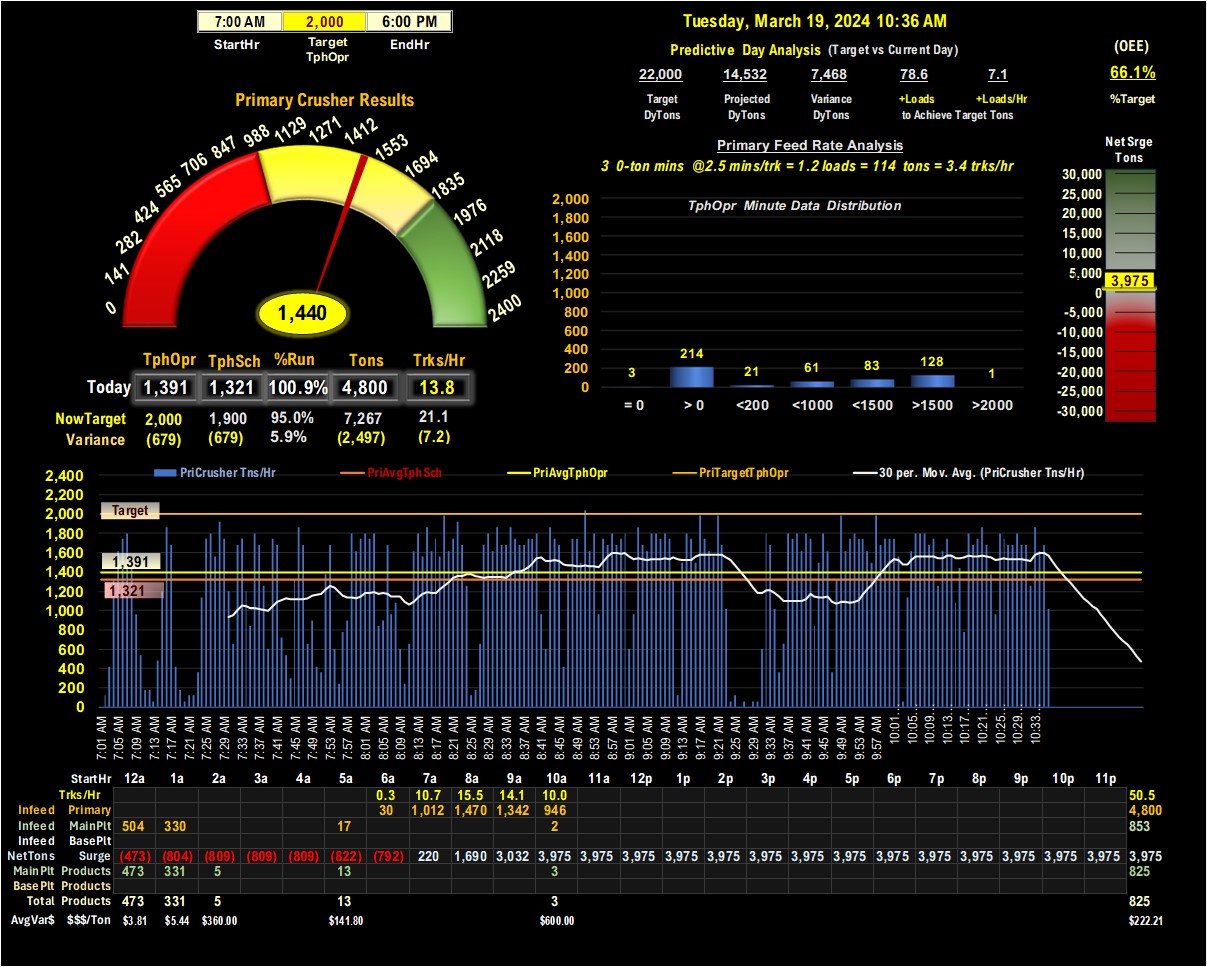 7:00 AM 2,000 6:00 PM
StartHr Target TphOpr EndHr
Tuesday, March 19, 2024 10:36 AM
Predictive Day Analysis (Target vs Current Day)
22,000 14,532 7,468 78.6 7.1
Target Projected Variance +Loads +Loads/Hr
DyTons DyTons DyTons to Achieve Target Tons
(OEE)
66.1%
%Target
Primary Crusher Results
0 141 282 424 565 706 847 988 1129 1271 1412 1553 1694 1835 1976 2118 2259 2400
1,440
TphOpr TphSch %Run Tons Trks/Hr
Today 1,391 1,321 100.9% 4,800 13.8
NowTarget 2,000 1,900 95.0% 7,267 21.1
Variance (679) (679) 5.9% (2,497) (7.2)
Primary Feed Rate Analysis
3 0-ton mins @2.5 mins/trk = 1.2 loads = 114 tons = 3.4 trks/hr
TphOpr Minute Data Distribution
2,000
1,800
1,600
1,400
1,200
1,000
800
600
400
200
0
3 214 21 61 83 128 1
= 0 > 0 <200 <1000 <1500 >1500 >2000
Net Srge
Tons
30,000
25,000
20,000
15,000
10,000
5,000
3,975
0
-5,000
-10,000
-15,000
-20,000
-25,000
-30,000
PriCrusher Tns/Hr PriAvgTphSch PriAvgTphOpr PriTargetTphOpr 30 per. Mov. Avg. (PriCrusher Tns/Hr)
2,400
2,200
2,000
1,800
1,600
1,400
1,200
1,000
800
600
400
200
0
Target
1,391
1,321
7:01 AM 7:05 AM 7:09 AM 7:13 AM 7:17 AM 7:21 AM 7:25 AM 7:29 AM 7:33 AM 7:37 AM 7:41 AM 7:45 AM 7:49 AM 7:53 AM 7:57 AM 8:01 AM 8:05 AM 8:09 AM 8:13 AM 8:17 AM 8:21 AM 8:25 AM 8:29 AM 8:33 AM 8:37 AM 8:41 AM 8:45 AM 8:49 AM 8:53 AM 8:57 AM 9:01 AM 9:05 AM 9:09 AM 9:13 AM 9:17 AM 9:21 AM 9:25 AM 9:29 AM 9:33 AM 9:37 AM 9:41 AM 9:45 AM 9:49 AM 9:53 AM 9:57 AM 10:01... 10:05... 10:09... 10:13... 10:17... 10:21... 10:25... 10:29... 10:33...
StartHr 12a 1a 2a 3a 4a 5a 6a 7a 8a 9a 10a 11a 12p 1p 2p 3p 4p 5p 6p 7p 8p 9p 10p 11p
Trks/Hr 0.3 10.7 15.5 14.1 10.0 50.5
Infeed Primary 30 1,012 1,470 1,342 946 4,800
Infeed MainPlt 504 330 17 2 853
Infeed BasePlt
NetTons Surge (473) (804) (809) (809) (809) (822) (792) 220 1,690 3,032 3,975 3,975 3,975 3,975 3,975 3,975 3,975 3,975 3,975 3,975 3,975 3,975 3,975 3,975 3,975
MainPlt Products 473 331 5 13 3 825
BasePlt Products
Total Products 473 331 5 13 3 825
AvgVar$ $$$/Ton $3.81 $5.44 $360.00 $141.80 $600.00 $222.21